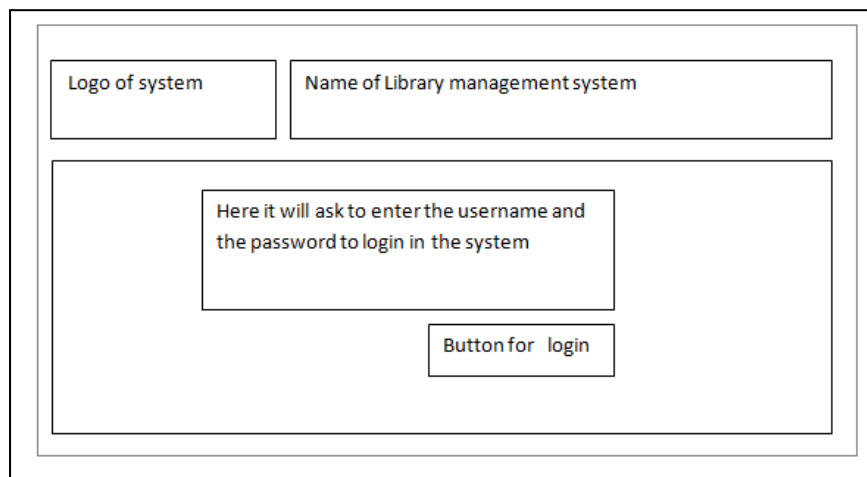 Logo of system
Name of Library management system
Here it will ask to enter the username and
the password to login in the system
Button for login